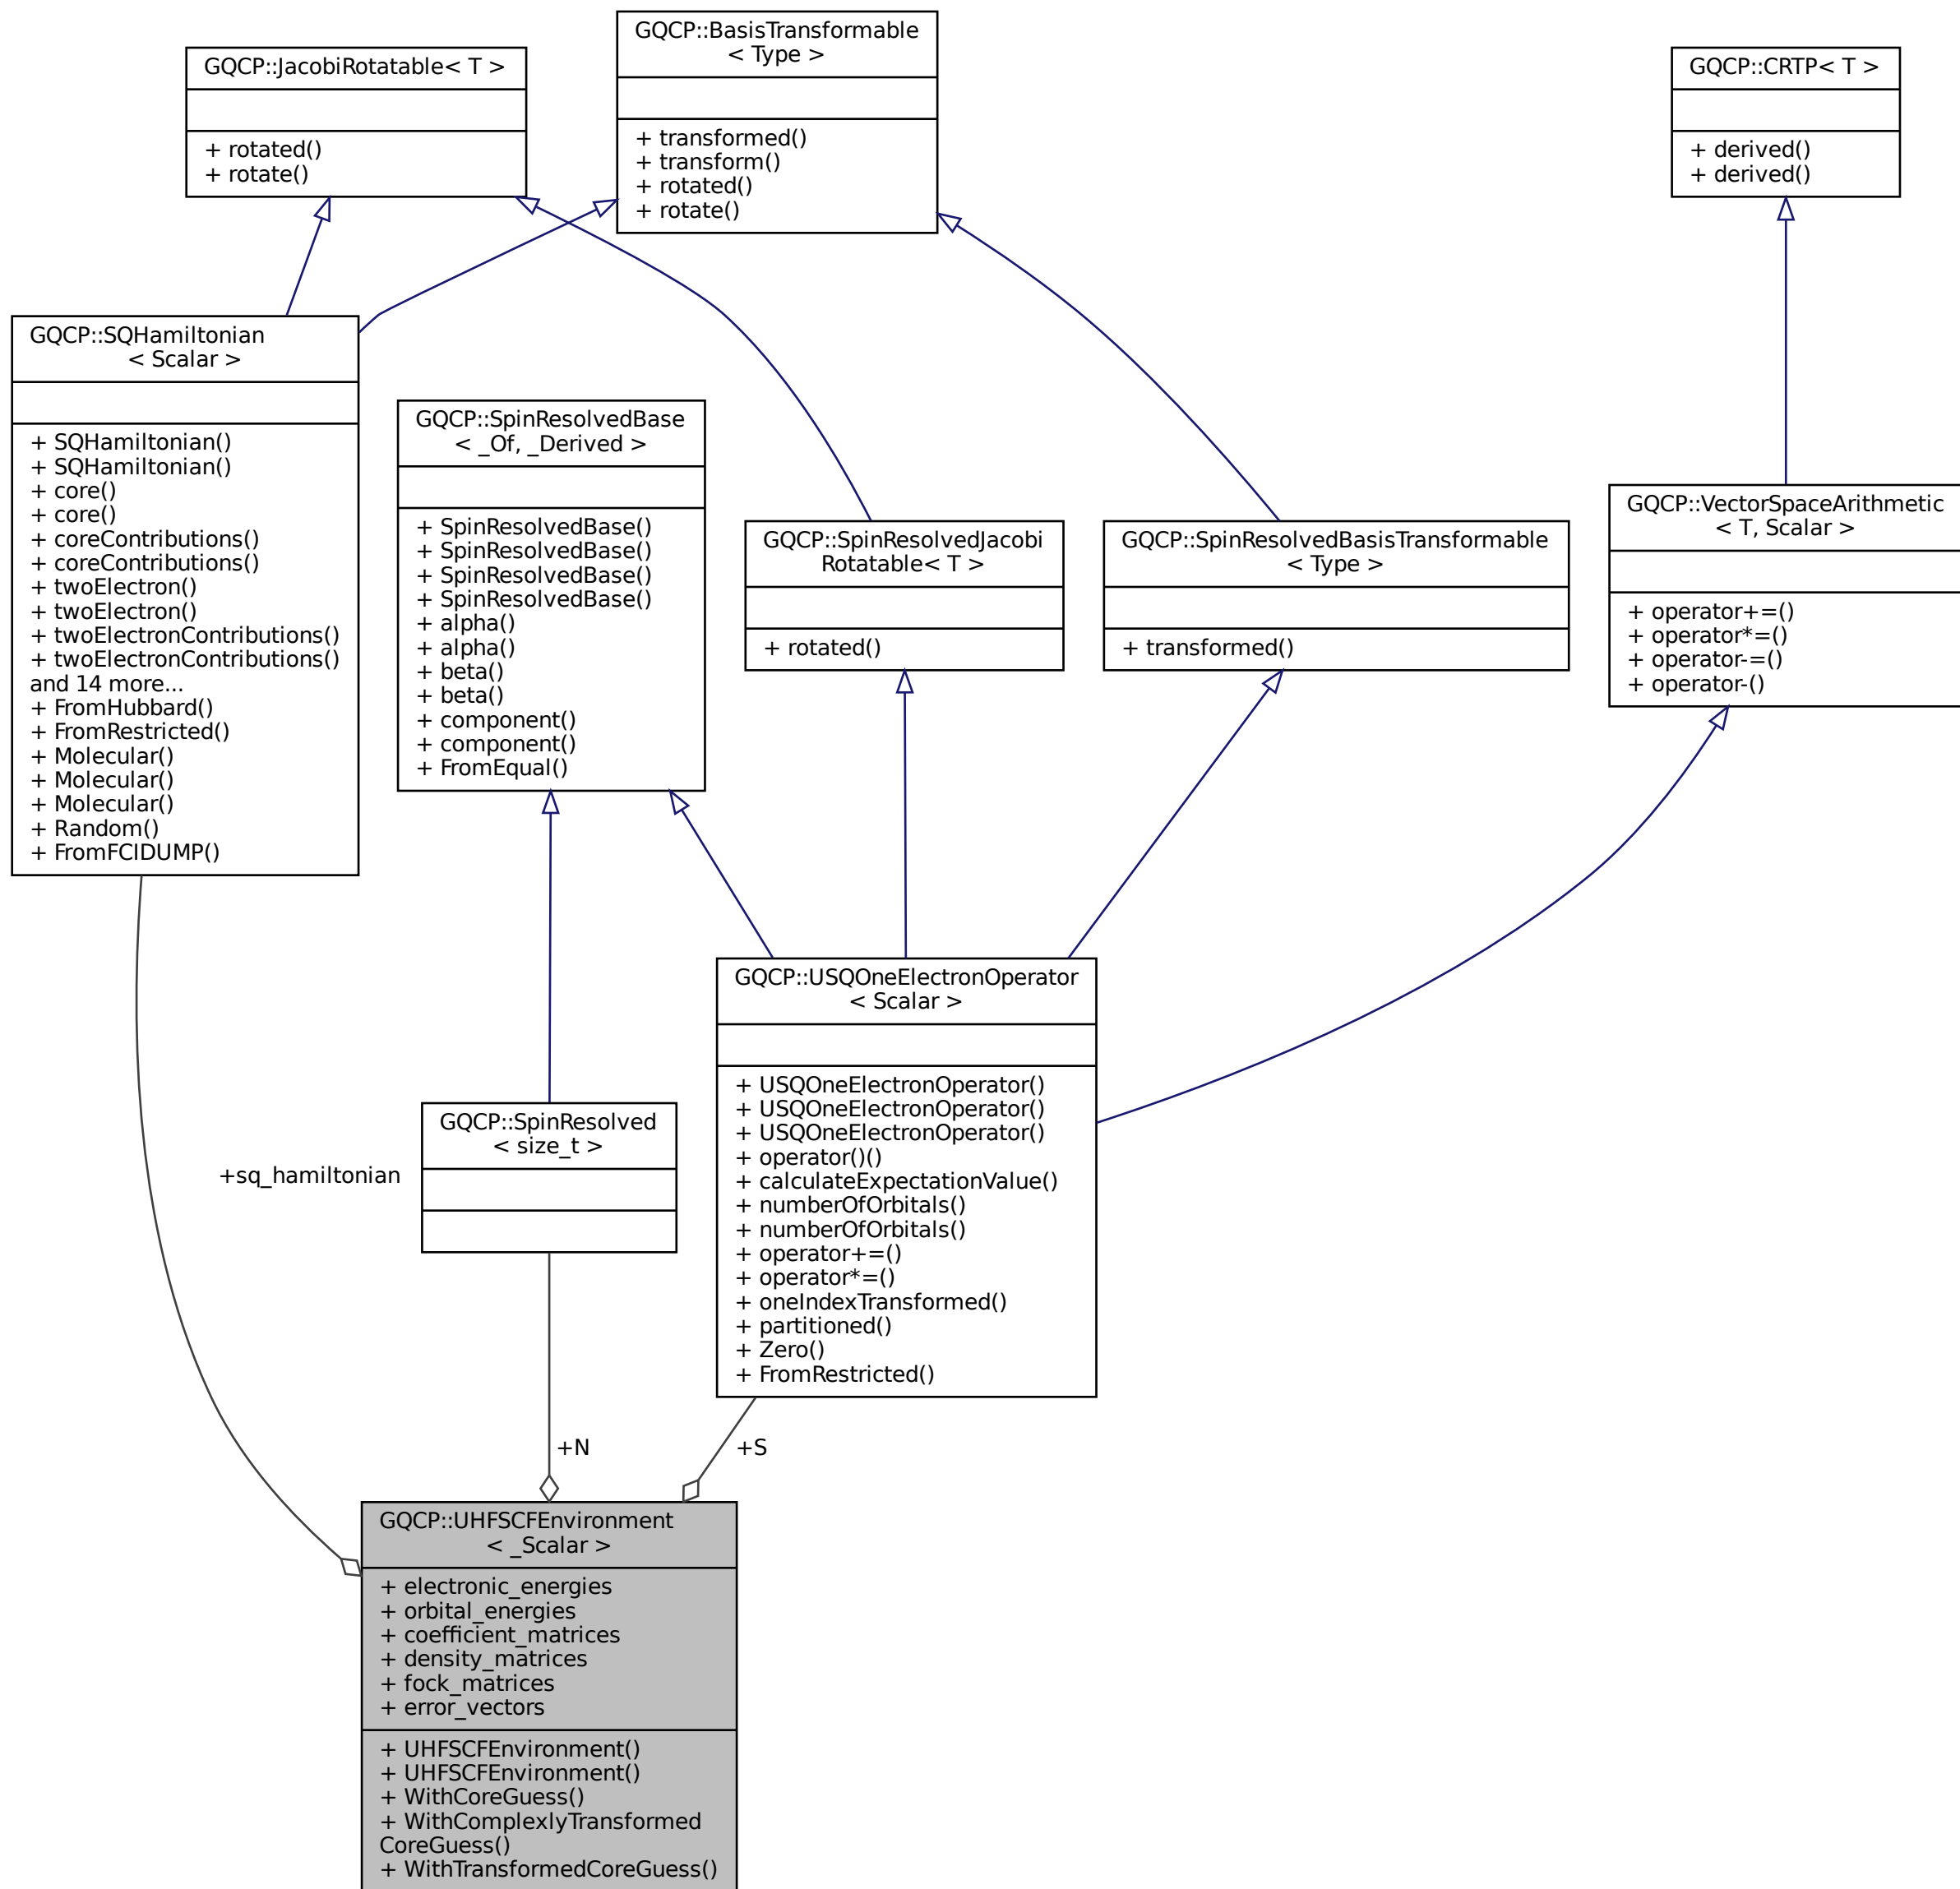 GQCP::JacobiRotatable< T >
+ rotated()
+ rotate()
GQCP::BasisTransformable
< Type >
+ transformed()
+ transform()
+ rotated()
+ rotate()
GQCP::CRTP< T >
+ derived()
+ derived()
GQCP::SQHamiltonian
< Scalar >
+ SQHamiltonian()
+ SQHamiltonian()
+ core()
+ core()
+ coreContributions()
+ coreContributions()
+ twoElectron()
+ twoElectron()
+ twoElectronContributions()
+ twoElectronContributions()
and 14 more...
+ FromHubbard()
+ FromRestricted()
+ Molecular()
+ Molecular()
+ Molecular()
+ Random()
+ FromFCIDUMP()
GQCP::SpinResolvedBase
< _Of, _Derived >
+ SpinResolvedBase()
+ SpinResolvedBase()
+ SpinResolvedBase()
+ SpinResolvedBase()
+ alpha()
+ alpha()
+ beta()
+ beta()
+ component()
+ component()
+ FromEqual()
GQCP::SpinResolvedJacobi
Rotatable< T >
+ rotated()
GQCP::SpinResolvedBasisTransformable
< Type >
+ transformed()
GQCP::VectorSpaceArithmetic
< T, Scalar >
+ operator+=()
+ operator*=()
+ operator-=()
+ operator-()
GQCP::USQOneElectronOperator
< Scalar >
+ USQOneElectronOperator()
+ USQOneElectronOperator()
+ USQOneElectronOperator()
+ operator()()
+ calculateExpectationValue()
+ numberOfOrbitals()
+ numberOfOrbitals()
+ operator+=()
+ operator*=()
+ oneIndexTransformed()
+ partitioned()
+ Zero()
+ FromRestricted()
GQCP::SpinResolved
< size_t >
+sq_hamiltonian
+N
+S
GQCP::UHFSCFEnvironment
< _Scalar >
+ electronic_energies
+ orbital_energies
+ coefficient_matrices
+ density_matrices
+ fock_matrices
+ error_vectors
+ UHFSCFEnvironment()
+ UHFSCFEnvironment()
+ WithCoreGuess()
+ WithComplexlyTransformed
CoreGuess()
+ WithTransformedCoreGuess()